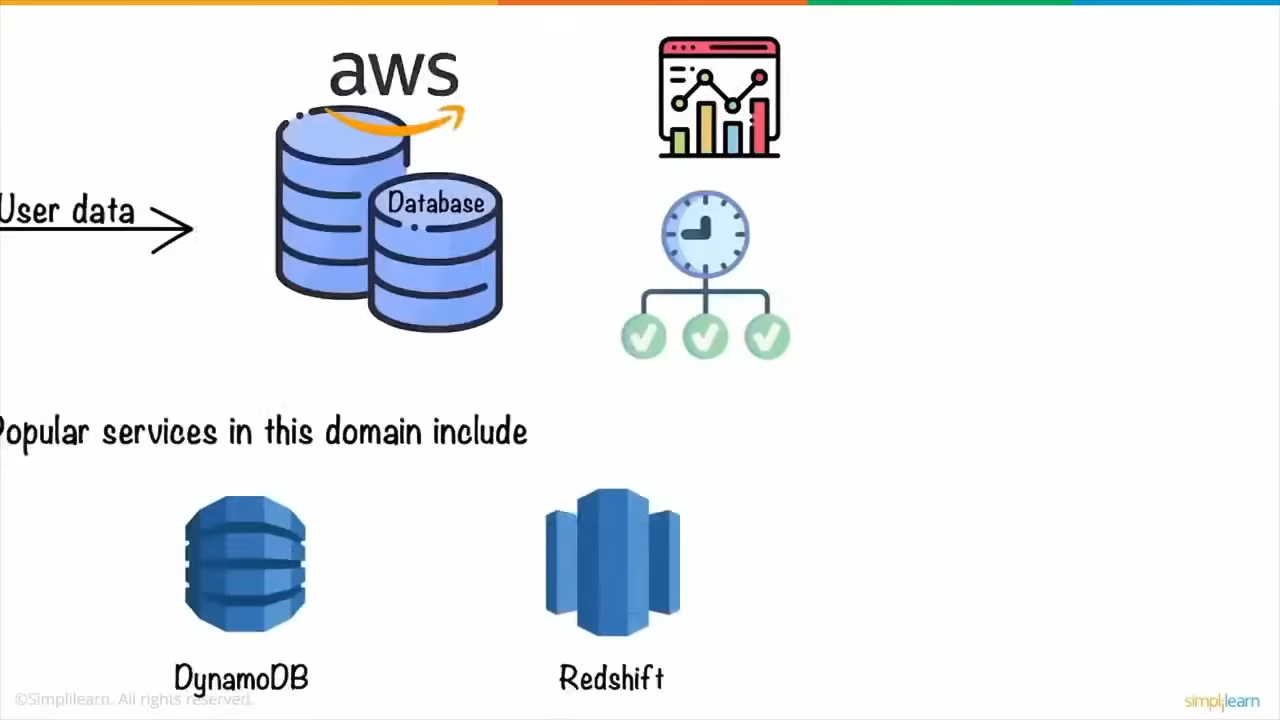 aws
User data
Database
Popular services in this domain include
DynamoDB
Redshift
©Simplilearn. All rights reserved.
simplilearn